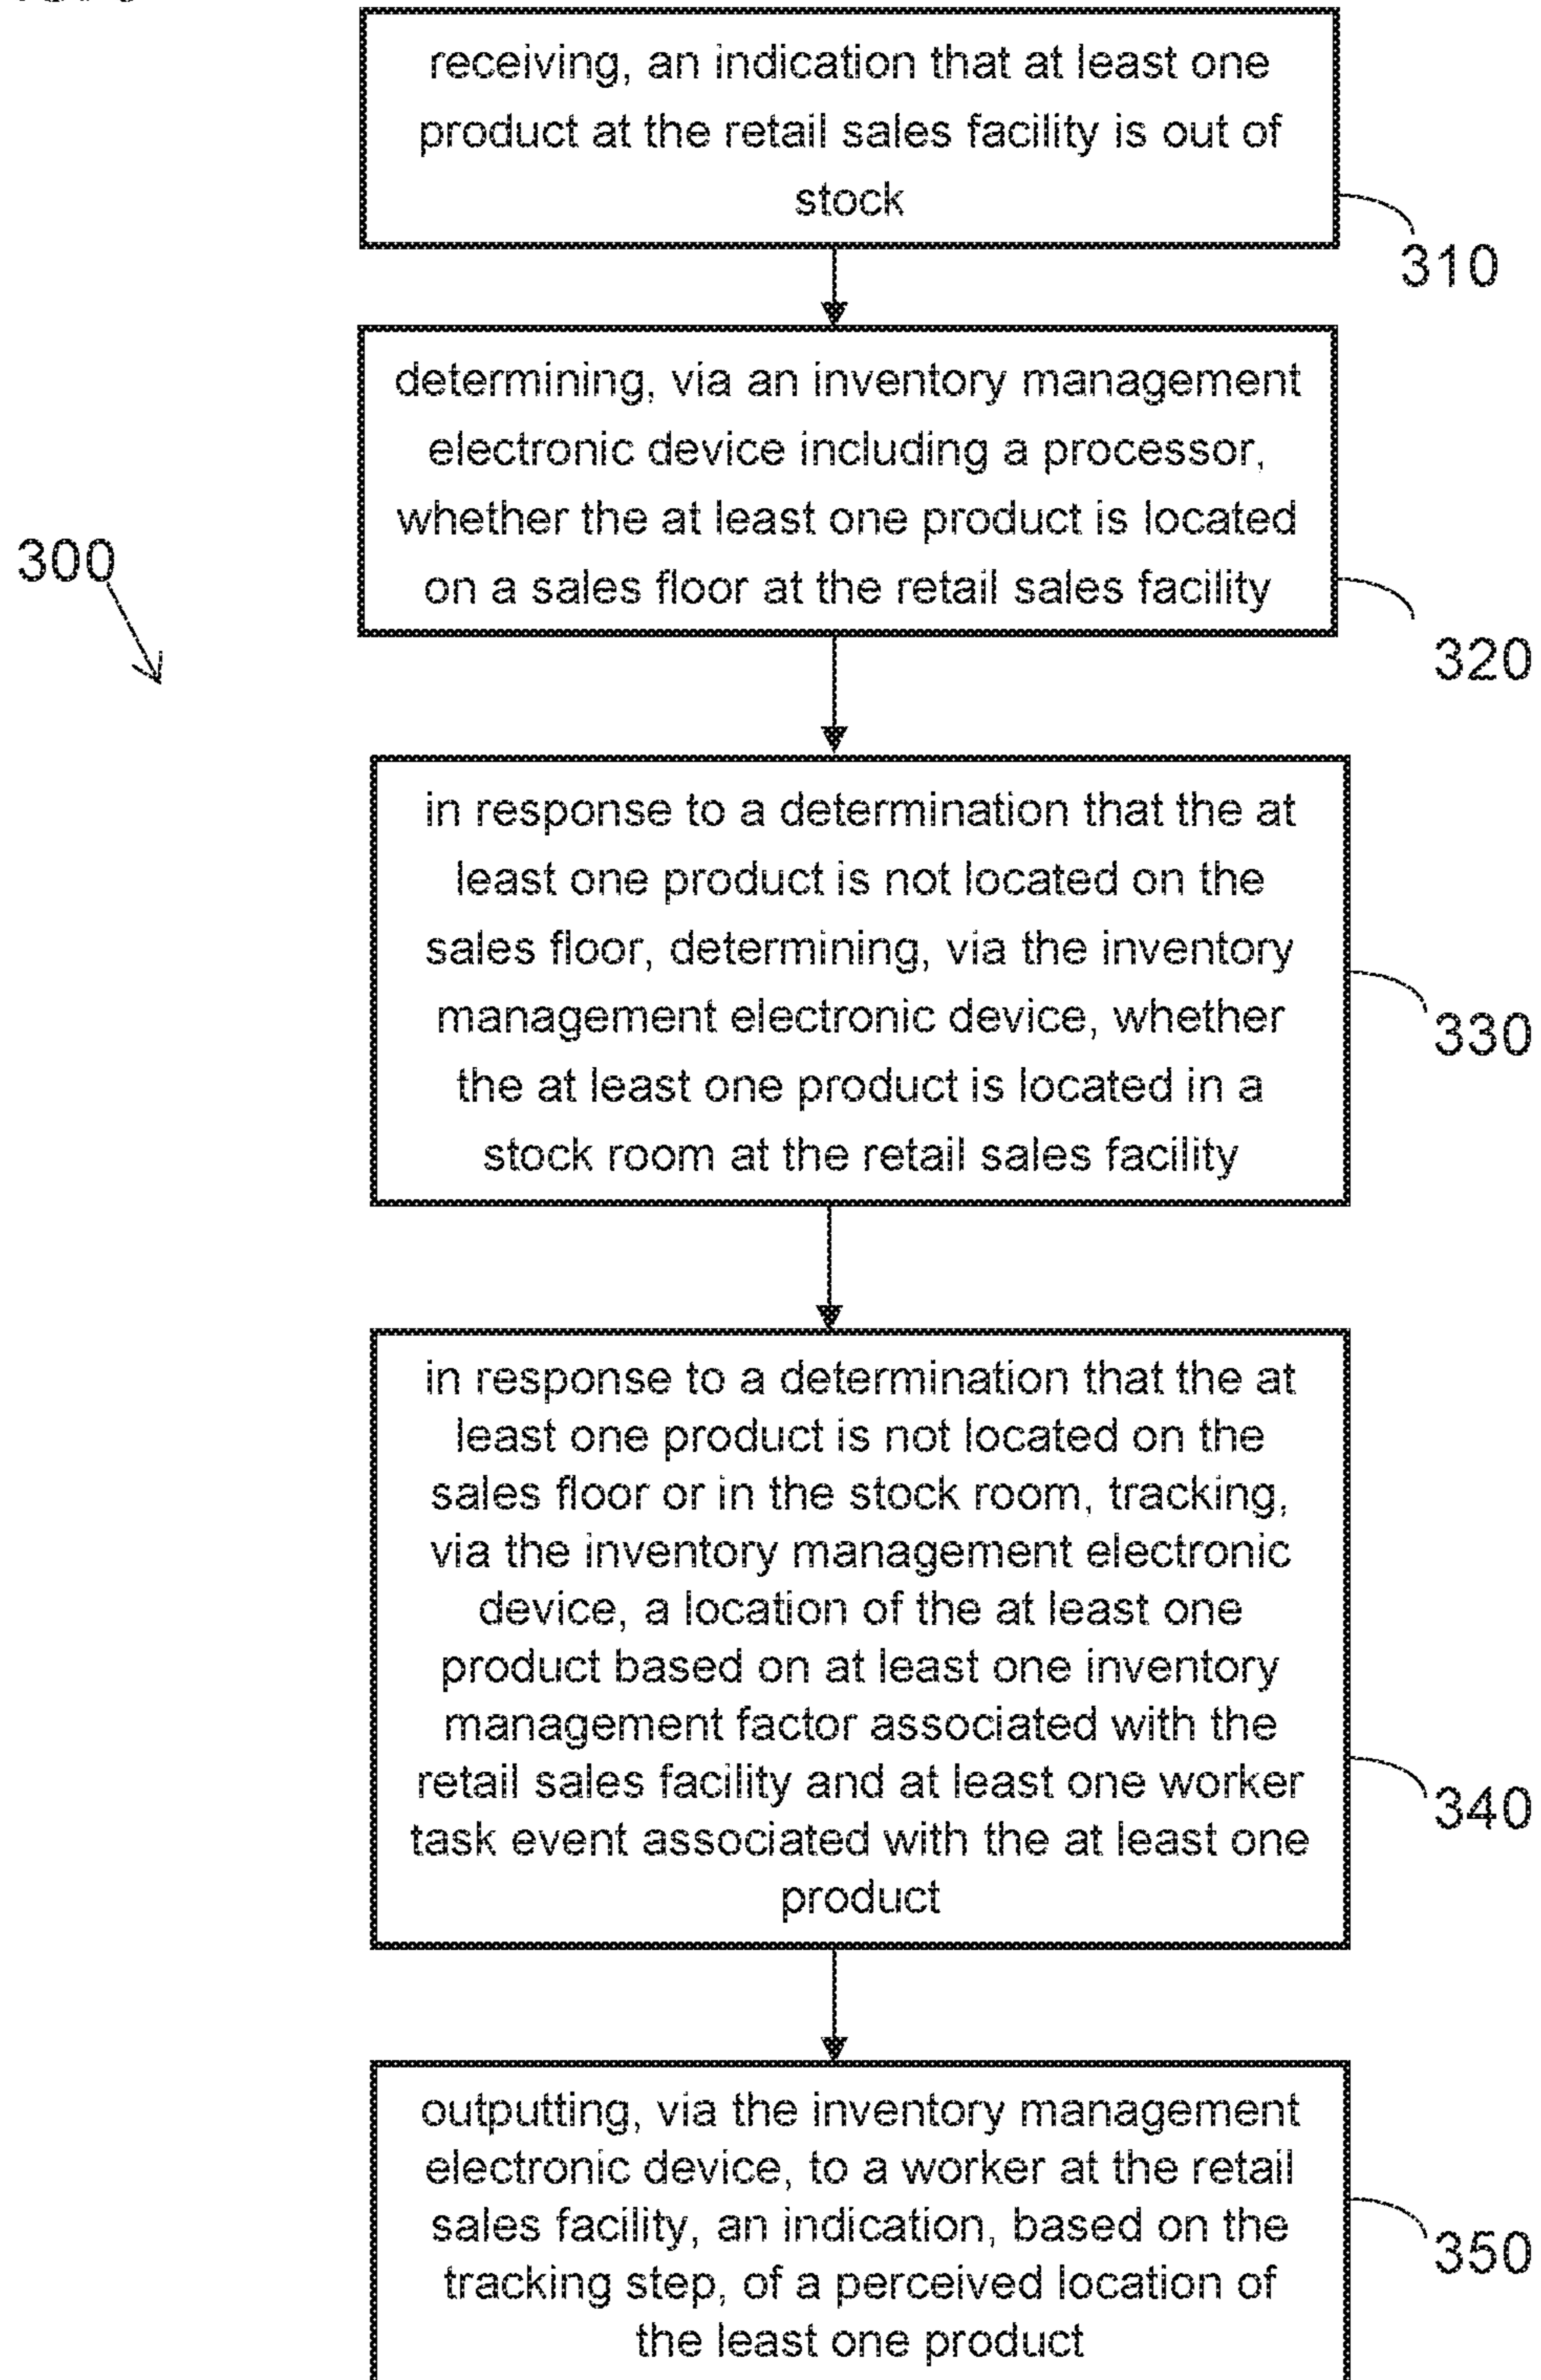 receiving, an indication that at least one
product at the retail sales facility is out of
stock
310
determining, via an inventory management
electronic device including a processor,
whether the at least one product is located
on a sales floor at the retail sales facility
300
320
in response to a determination that the at
least one product is not located on the
sales floor, determining, via the inventory
management electronic device, whether
the at least one product is located in a
stock room at the retail sales facility
330
in response to a determination that the at
least one product is not located on the
sales floor or in the stock room, tracking,
via the inventory management electronic
device, a location of the at least one
product based on at least one inventory
management factor associated with the
retail sales facility and at least one worker
task event associated with the at least one
product
340
outputting, via the inventory management
electronic device, to a worker at the retail
sales facility, an indication, based on the
tracking step, of a perceived location of
the least one product
350